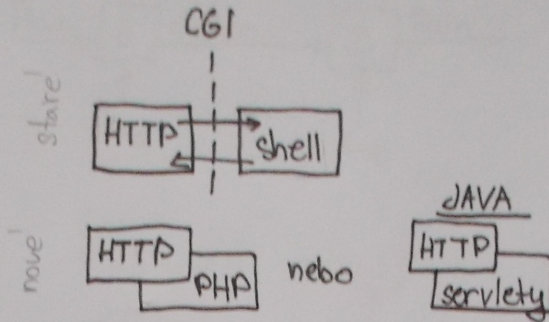 CGI
staré
HTTP
shell
nové
HTTP
PHP
nebo
JAVA
HTTP
servlety